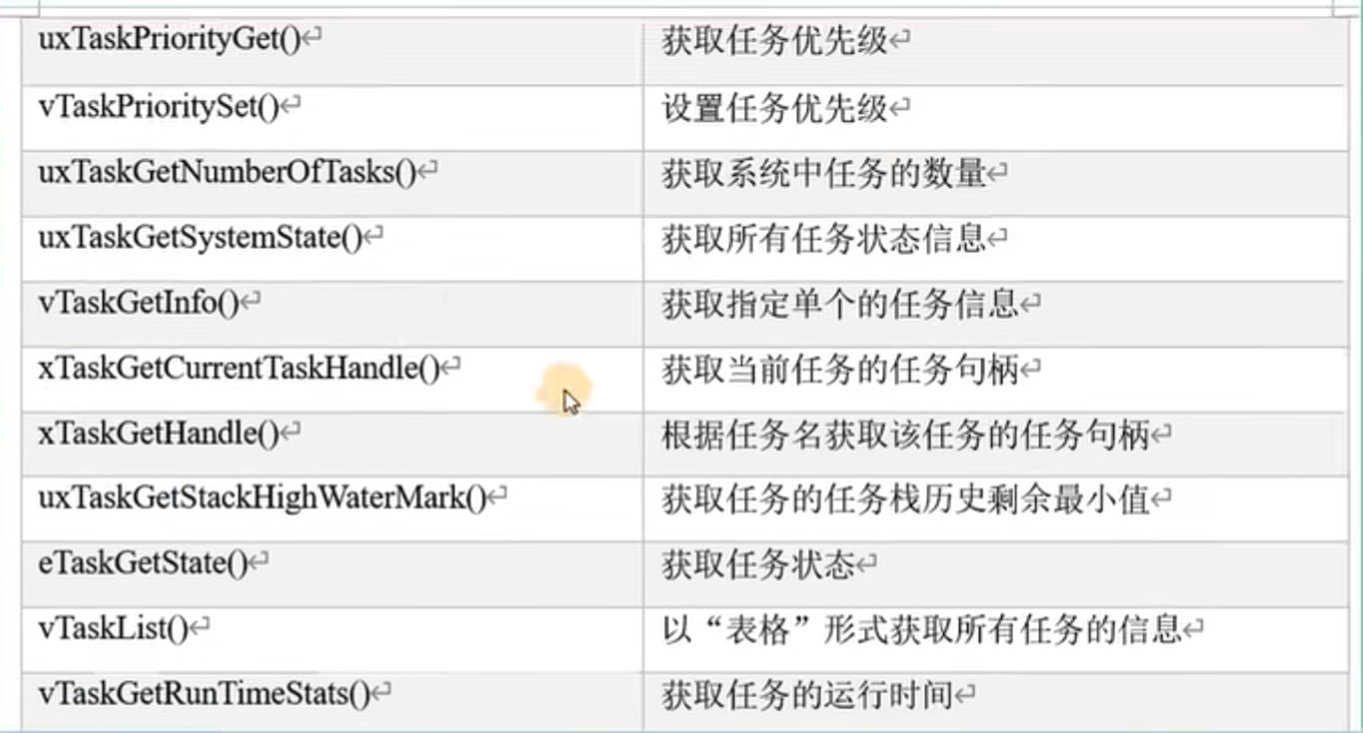 uxTaskPriorityGet()↵ 获取任务优先级↵
vTaskPrioritySet()↵ 设置任务优先级↵
uxTaskGetNumberOfTasks()↵ 获取系统中任务的数量↵
uxTaskGetSystemState()↵ 获取所有任务状态信息↵
vTaskGetInfo()↵ 获取指定单个的任务信息↵
xTaskGetCurrentTaskHandle()↵ 获取当前任务的任务句柄↵
xTaskGetHandle()↵ 根据任务名获取该任务的任务句柄↵
uxTaskGetStackHighWaterMark()↵ 获取任务的任务栈历史剩余最小值↵
eTaskGetState()↵ 获取任务状态↵
vTaskList()↵ 以“表格”形式获取所有任务的信息↵
vTaskGetRunTimeStats()↵ 获取任务的运行时间↵